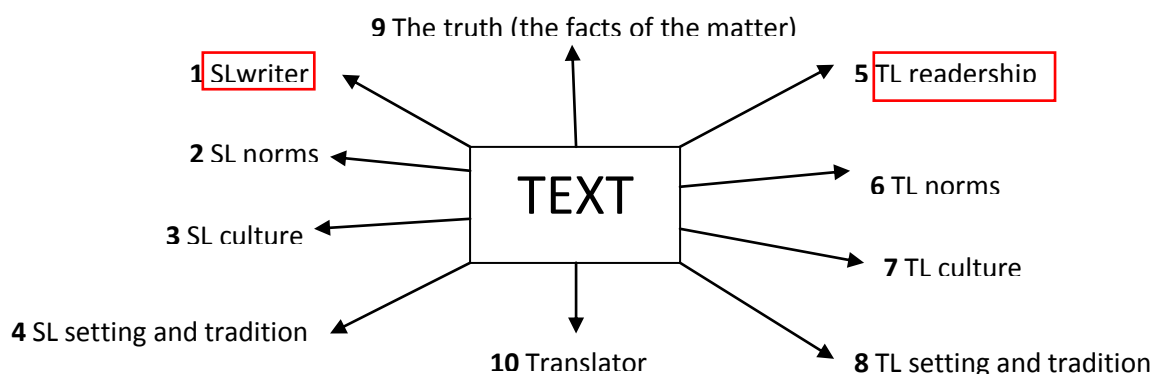 9 The truth (the facts of the matter)
1 SLwriter
5 TL readership
2 SL norms
6 TL norms
3 SL culture
7 TL culture
TEXT
4 SL setting and tradition
10 Translator
8 TL setting and tradition